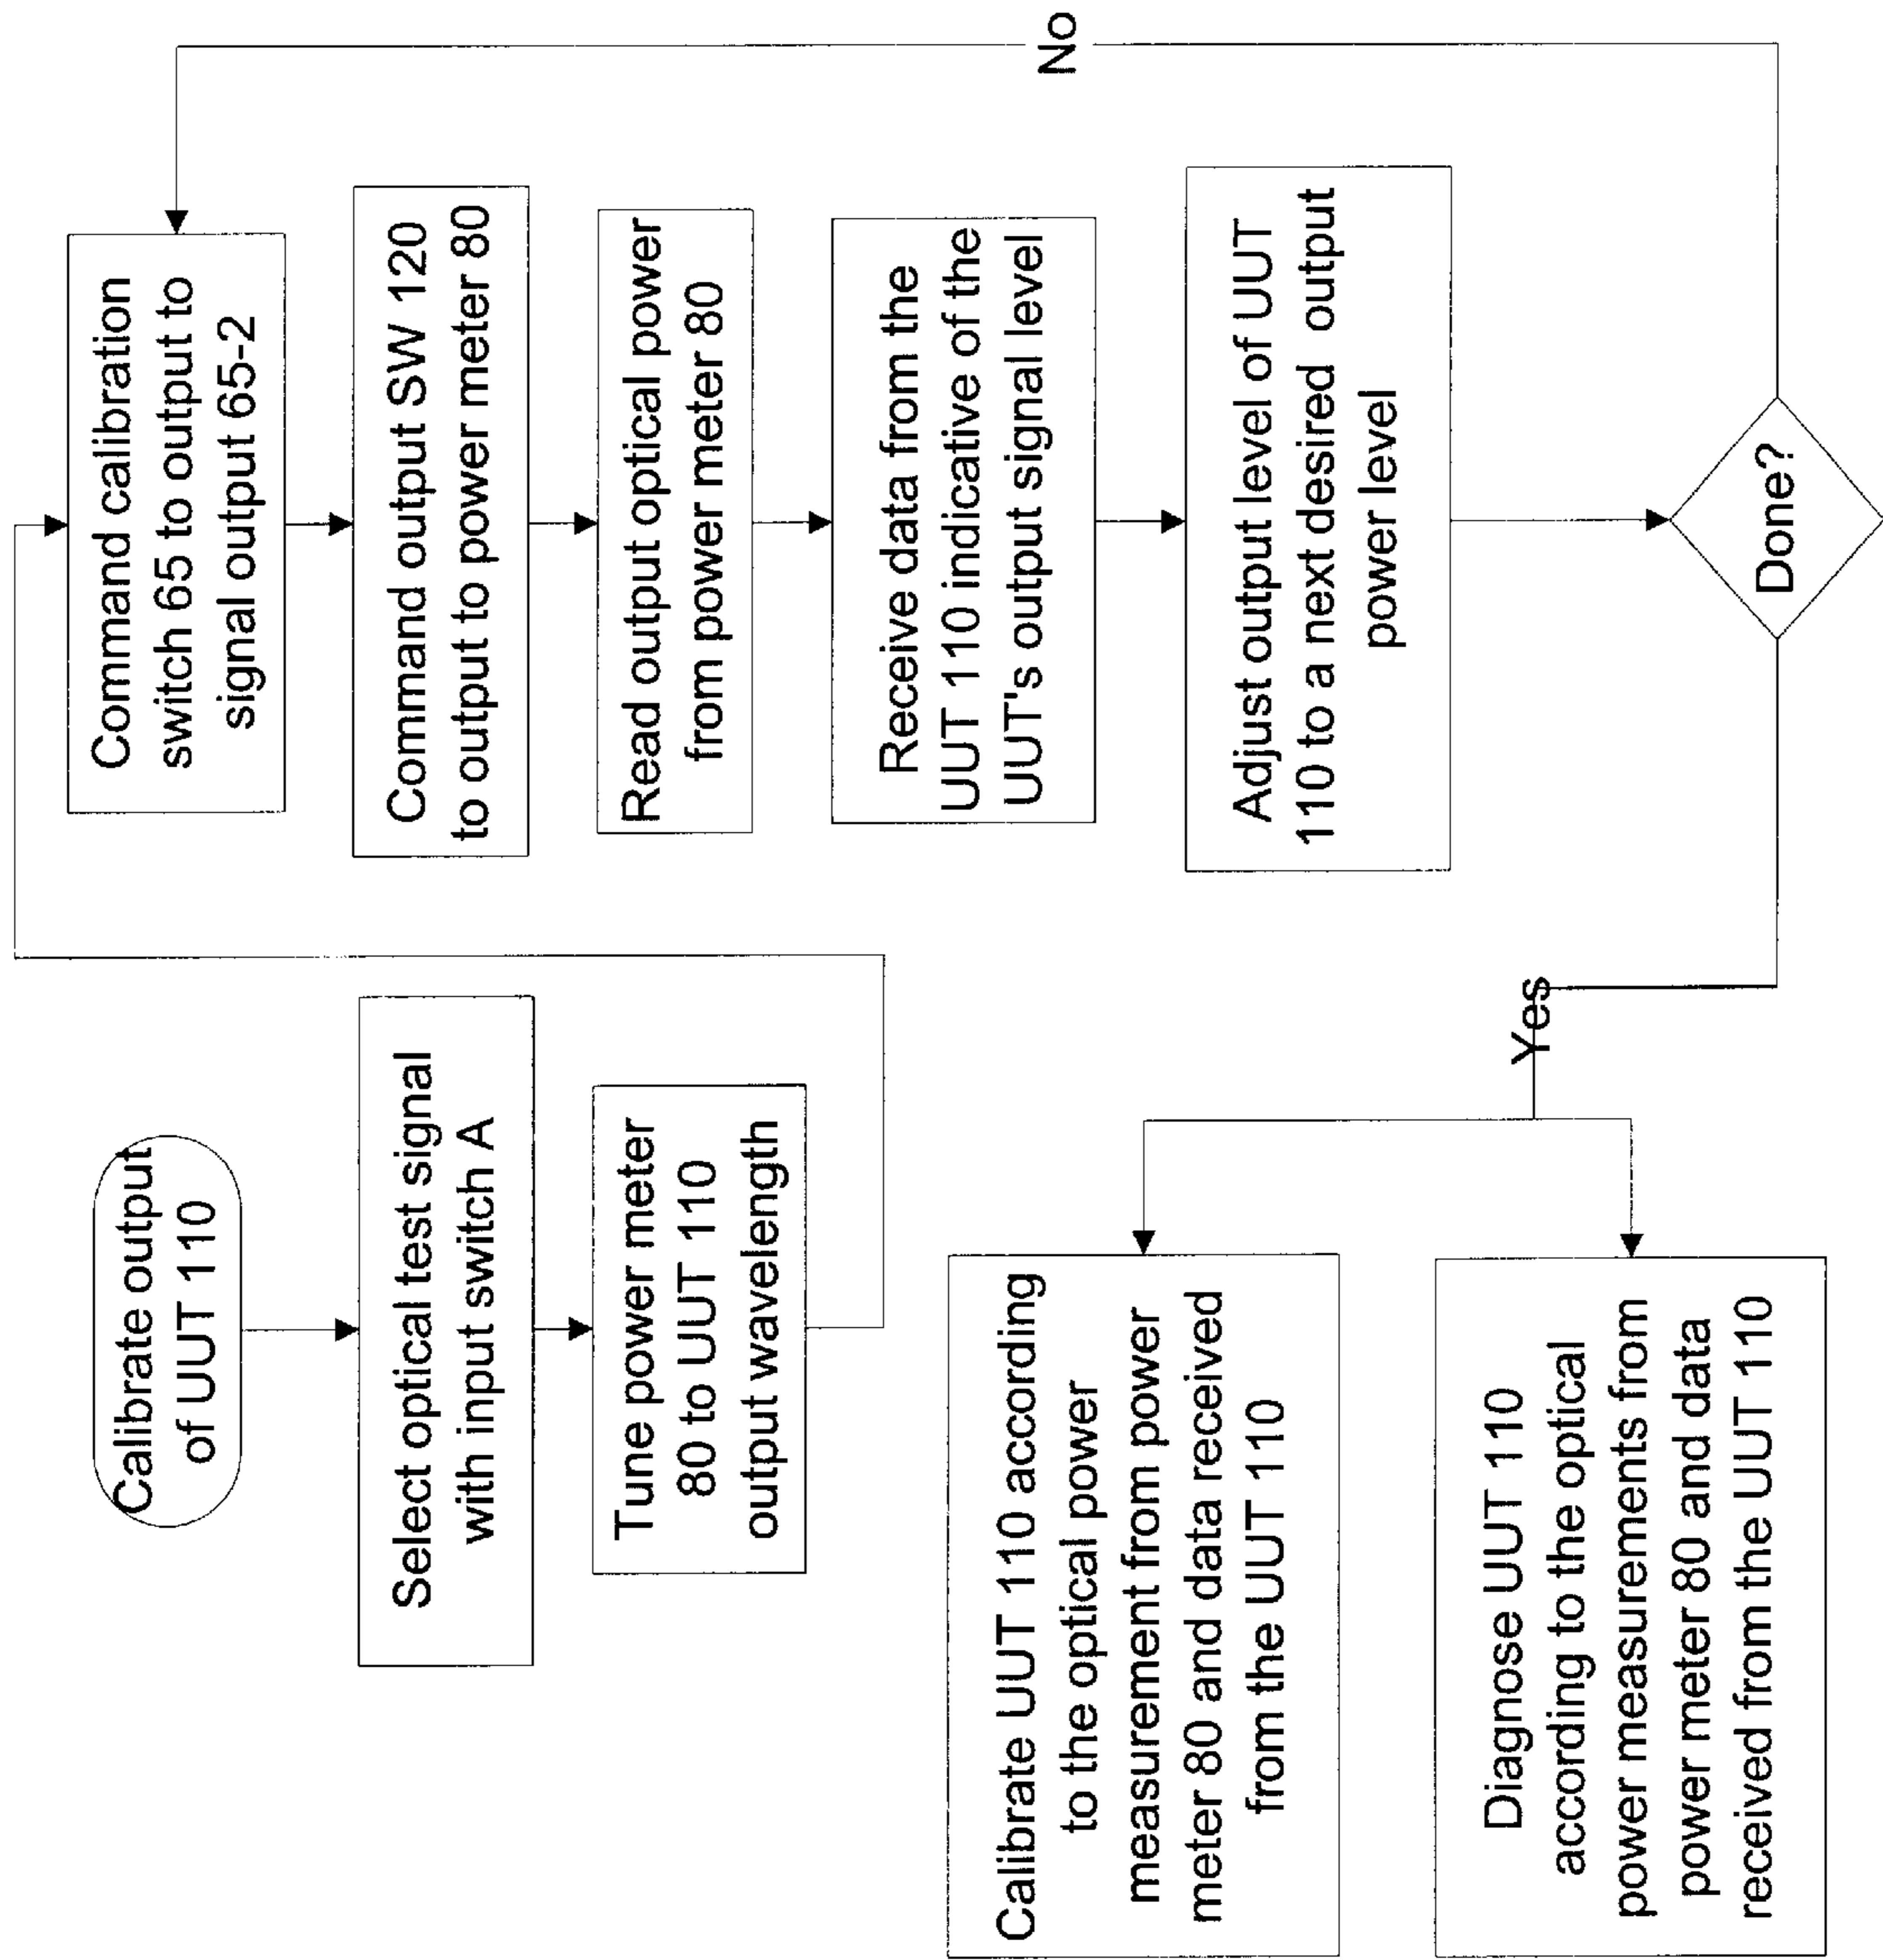 Calibrate output
of UUT 110
Select optical test signal
with input switch A
Tune power meter
80 to UUT 110
output wavelength
Command calibration
switch 65 to output to
signal output 65-2
Command output SW 120
to output to power meter 80
Read output optical power
from power meter 80
Receive data from the
UUT 110 indicative of the
UUT's output signal level
Adjust output level of UUT
110 to a next desired output
power level
Done?
No
Yes
Calibrate UUT 110 according
to the optical power
measurement from power
meter 80 and data received
from the UUT 110
Diagnose UUT 110
according to the optical
power measurements from
power meter 80 and data
received from the UUT 110